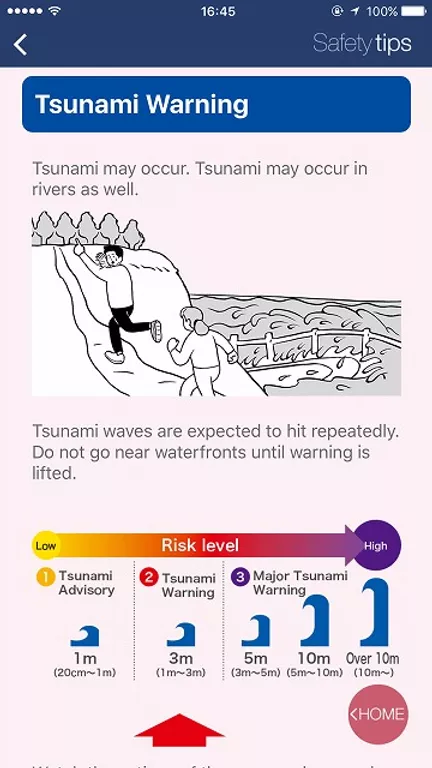 16:45
100%
Safety tips
Tsunami Warning
Tsunami may occur. Tsunami may occur in
rivers as well.
Tsunami waves are expected to hit repeatedly.
Do not go near waterfronts until warning is
lifted.
Low
Risk level
High
1 Tsunami
Advisory
2 Tsunami
Warning
3 Major Tsunami
Warning
1m
(20cm～1m)
3m
(1m～3m)
5m
(3m～5m)
10m
(5m～10m)
Over 10m
(10m～)
<HOME